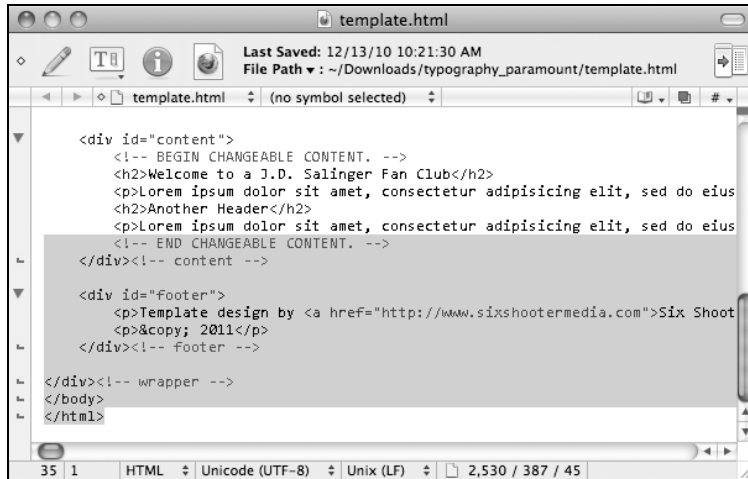 template.html
Last Saved: 12/13/10 10:21:30 AM
File Path ▾ : ~/Downloads/typography_paramount/template.html
template.html (no symbol selected) #
<div id="content">
<!-- BEGIN CHANGEABLE CONTENT. -->
<h2>Welcome to a J.D. Salinger Fan Club</h2>
<p>Lorem ipsum dolor sit amet, consectetur adipisicing elit, sed do eius
<h2>Another Header</h2>
<p>Lorem ipsum dolor sit amet, consectetur adipisicing elit, sed do eius
<!-- END CHANGEABLE CONTENT. -->
</div><!-- content -->
<div id="footer">
<p>Template design by <a href="http://www.sixshootermedia.com">Six Shoot
<p>&copy; 2011</p>
</div><!-- footer -->
</div><!-- wrapper -->
</body>
</html>
35 1 HTML Unicode (UTF-8) Unix (LF) 2,530 / 387 / 45